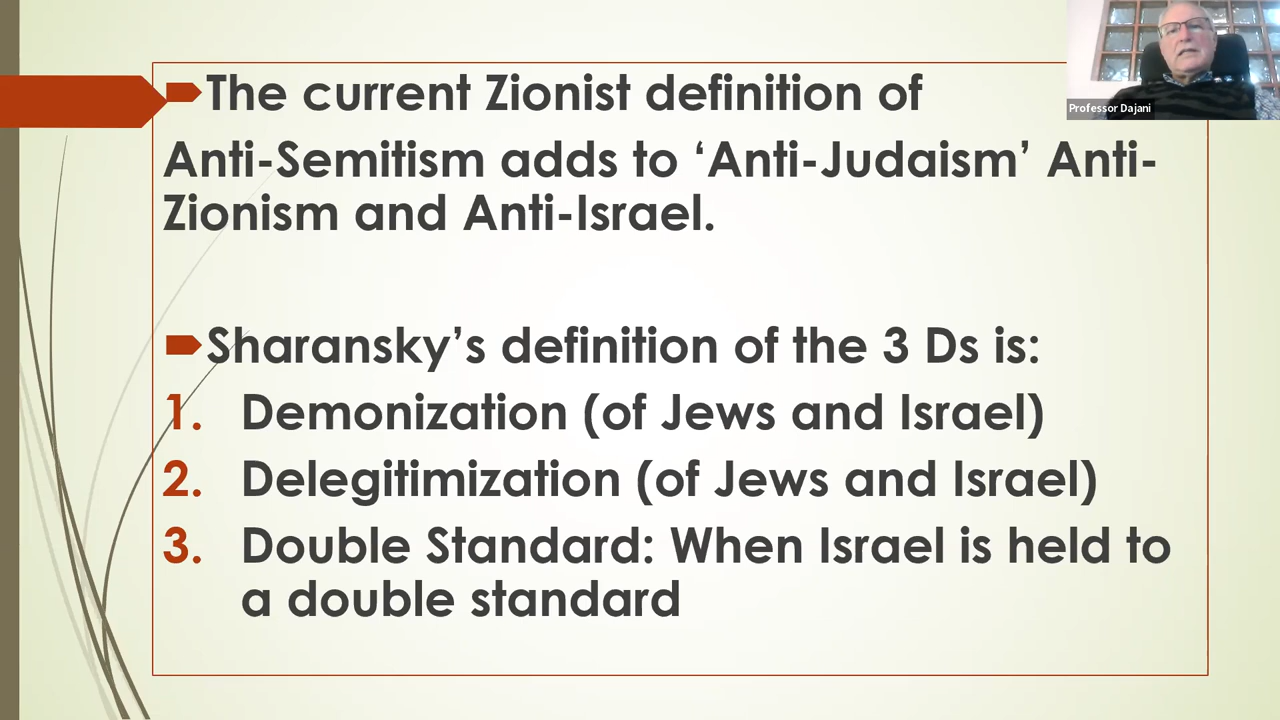 The current Zionist definition of
Anti-Semitism adds to ‘Anti-Judaism’ Anti-
Zionism and Anti-Israel.
Sharansky’s definition of the 3 Ds is:
1. Demonization (of Jews and Israel)
2. Delegitimization (of Jews and Israel)
3. Double Standard: When Israel is held to
a double standard
Professor Dajani